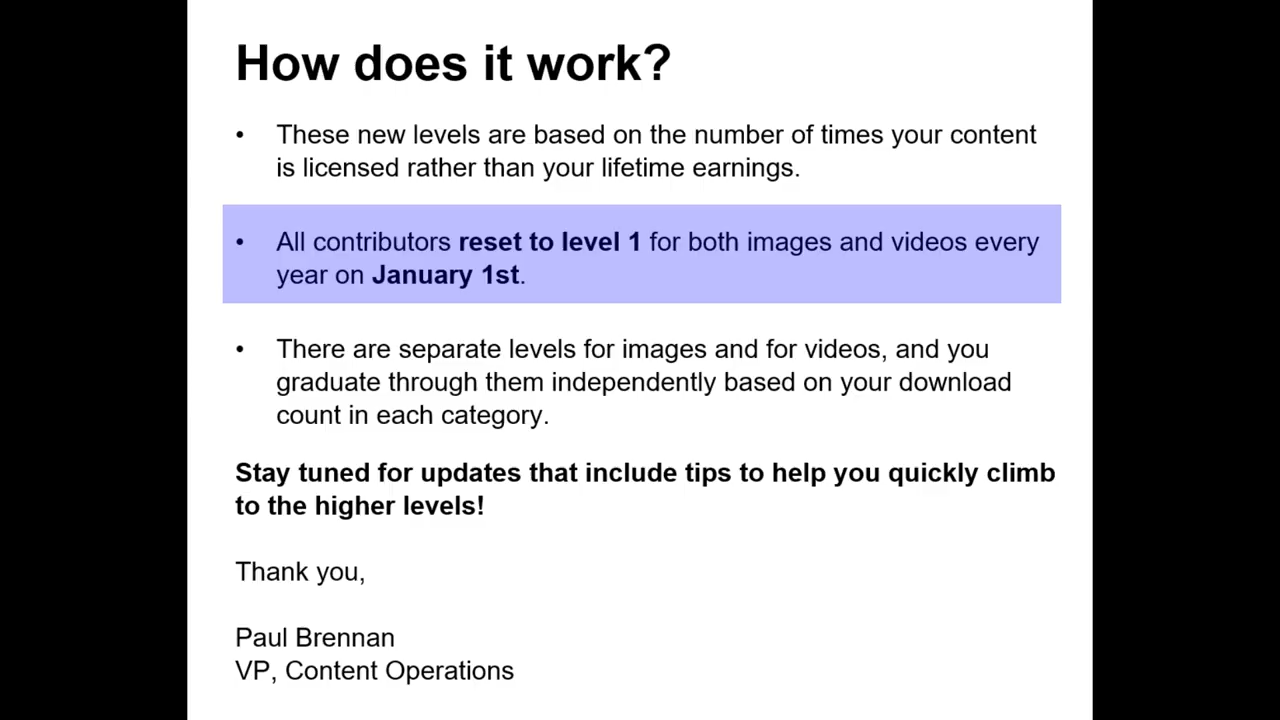 How does it work?
• These new levels are based on the number of times your content
is licensed rather than your lifetime earnings.
• All contributors reset to level 1 for both images and videos every
year on January 1st.
• There are separate levels for images and for videos, and you
graduate through them independently based on your download
count in each category.
Stay tuned for updates that include tips to help you quickly climb
to the higher levels!
Thank you,
Paul Brennan
VP, Content Operations